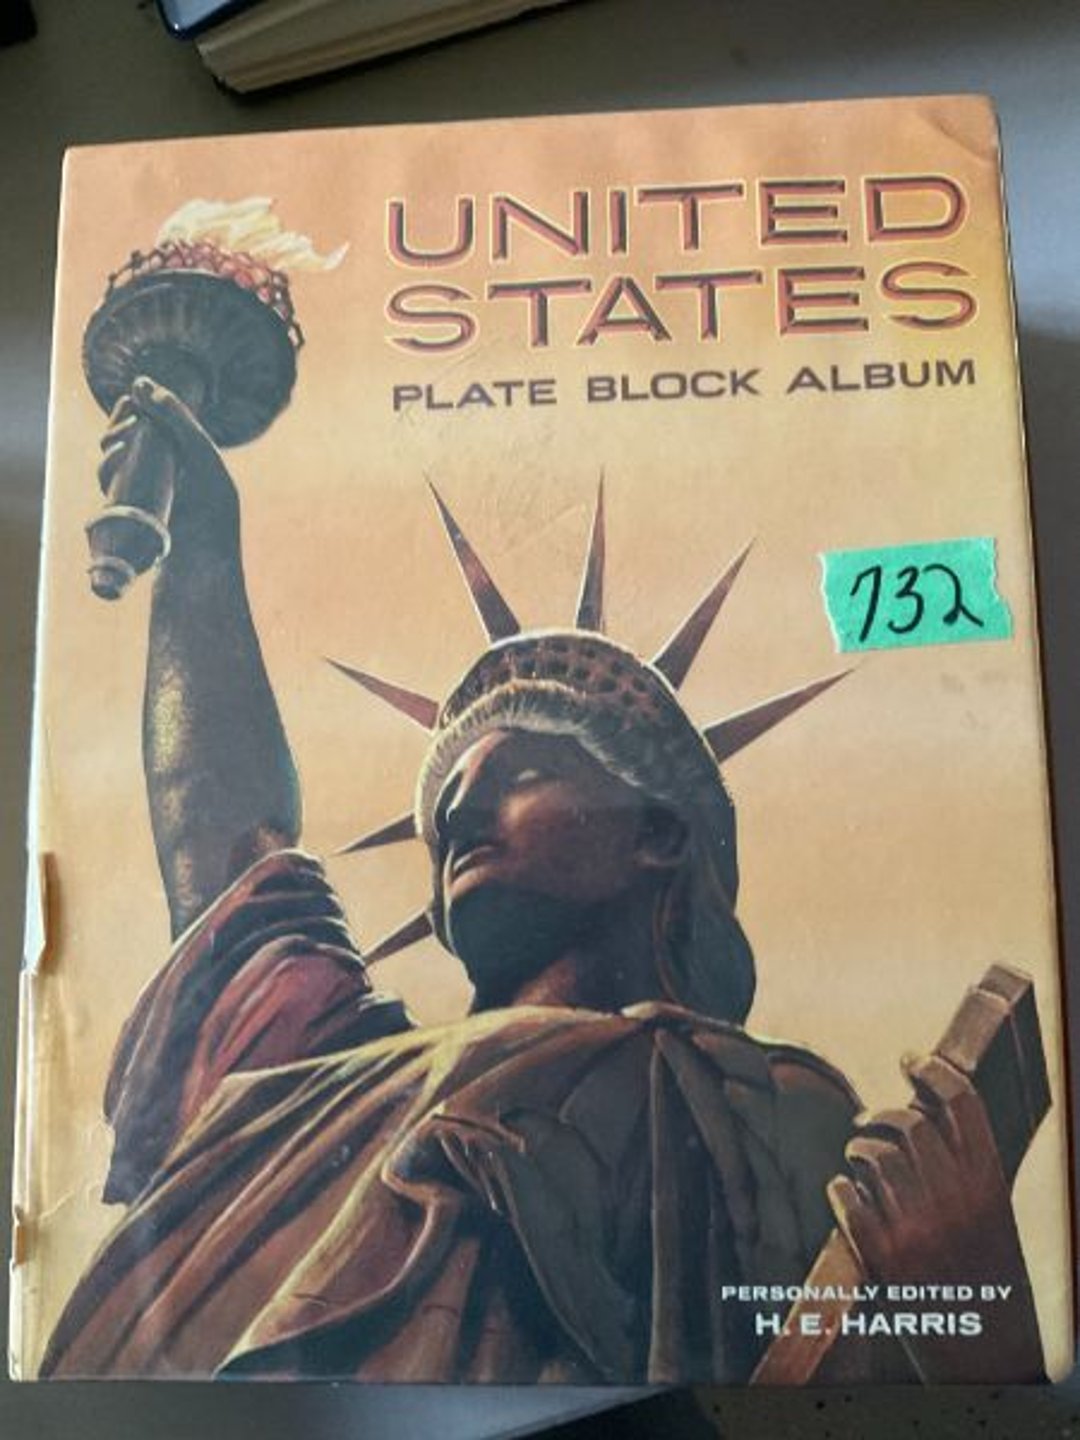 UNITED
STATES
PLATE BLOCK ALBUM
732
PERSONALLY EDITED BY
H. E. HARRIS